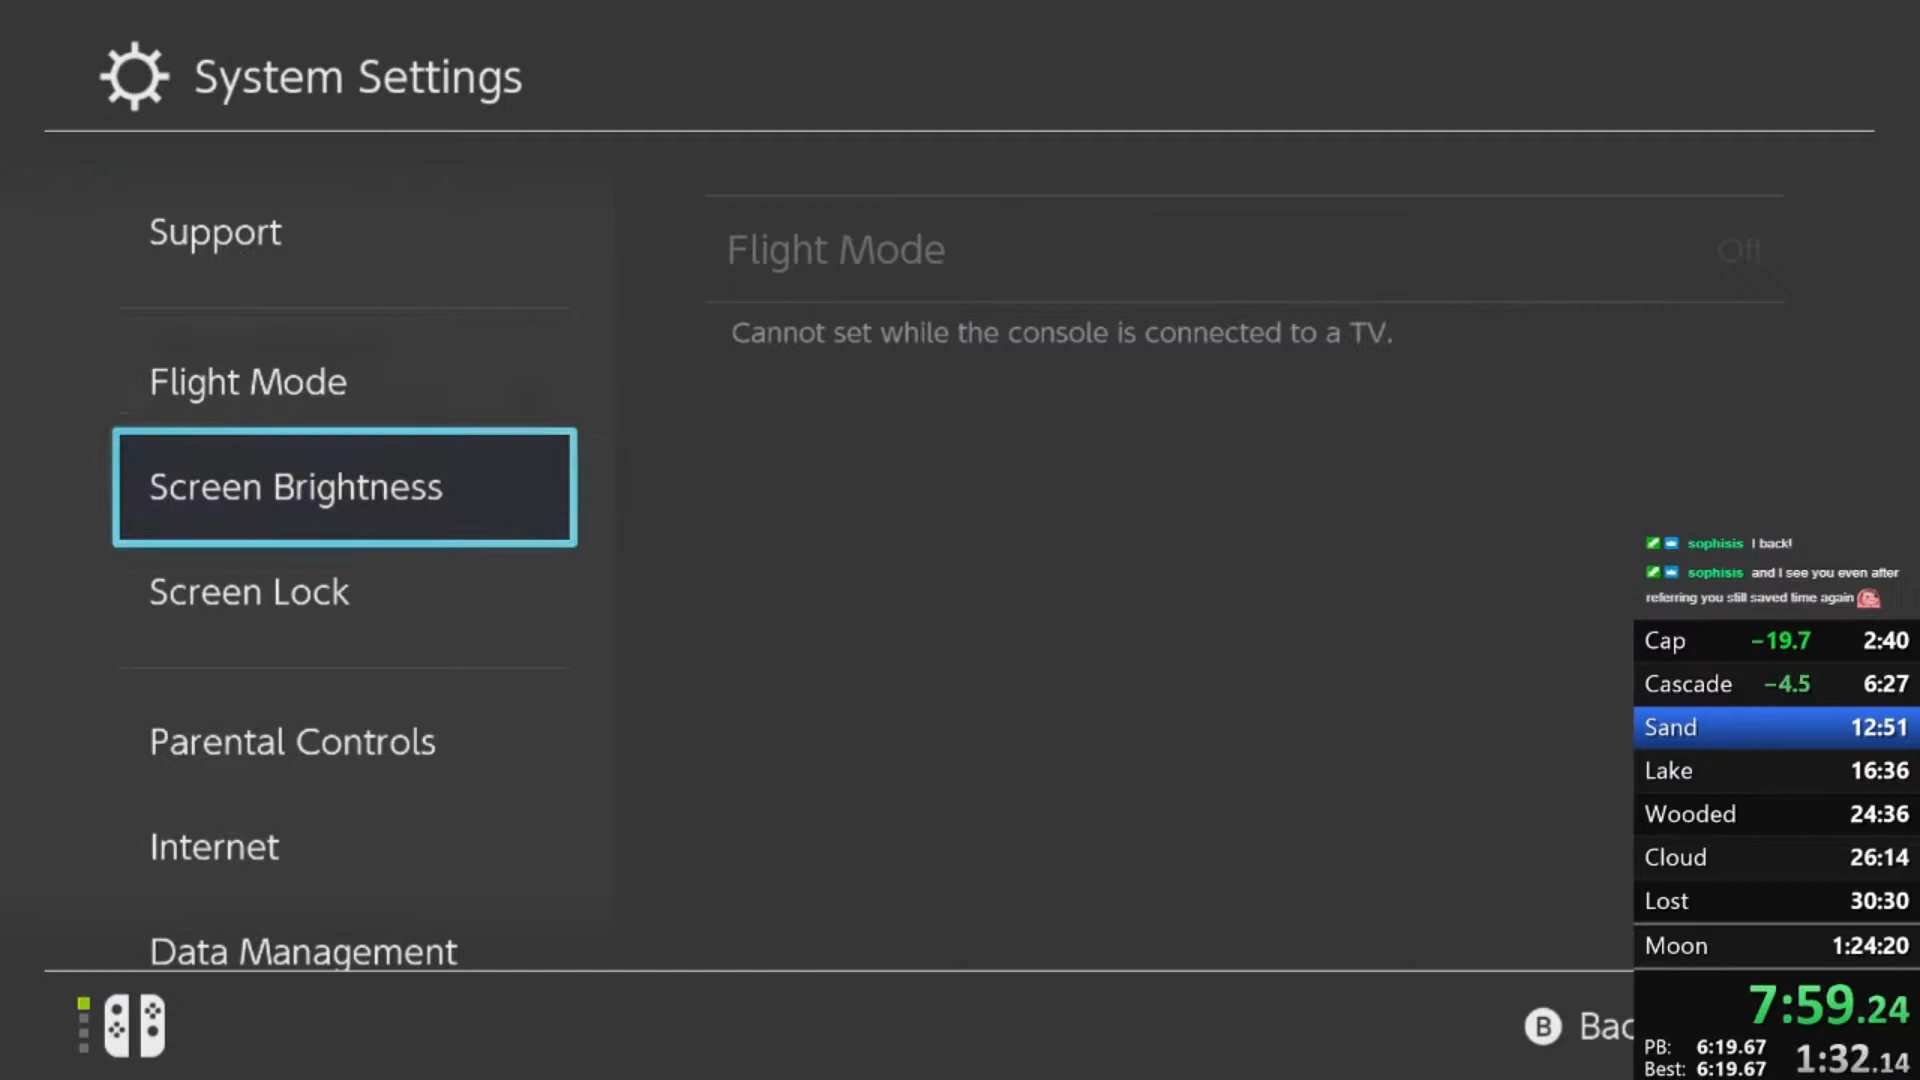 System Settings
Support
Flight Mode
Screen Brightness
Screen Lock
Parental Controls
Internet
Data Management
Flight Mode Off
Cannot set while the console is connected to a TV.
B Bac
sophisis I back!
sophisis and I see you even after
referring you still saved time again
Cap -19.7 2:40
Cascade -4.5 6:27
Sand 12:51
Lake 16:36
Wooded 24:36
Cloud 26:14
Lost 30:30
Moon 1:24:20
7:59.24
PB: 6:19.67
Best: 6:19.67
1:32.14